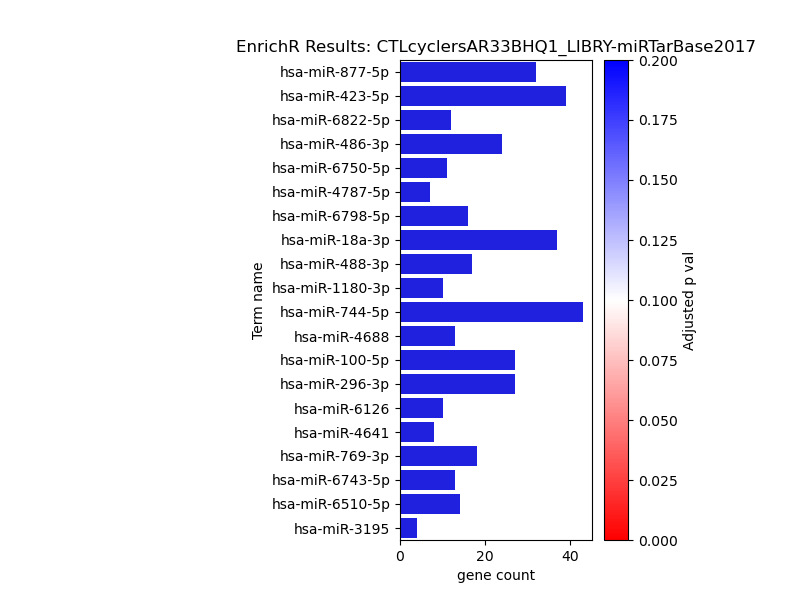 EnrichR Results: CTLcyclersAR33BHQ1_LIBRY-miRTarBase2017
hsa-miR-877-5p
hsa-miR-423-5p
hsa-miR-6822-5p
hsa-miR-486-3p
hsa-miR-6750-5p
hsa-miR-4787-5p
hsa-miR-6798-5p
hsa-miR-18a-3p
hsa-miR-488-3p
hsa-miR-1180-3p
hsa-miR-744-5p
hsa-miR-4688
hsa-miR-100-5p
hsa-miR-296-3p
hsa-miR-6126
hsa-miR-4641
hsa-miR-769-3p
hsa-miR-6743-5p
hsa-miR-6510-5p
hsa-miR-3195
Term name
0 20 40
gene count
0.200
0.175
0.150
0.125
0.100
0.075
0.050
0.025
0.000
Adjusted p val